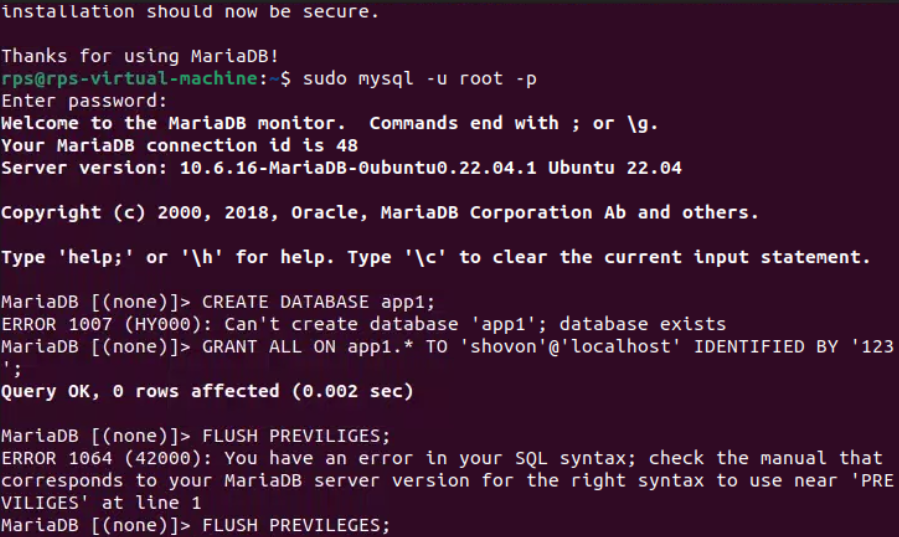 installation should now be secure.
Thanks for using MariaDB!
rps@rps-virtual-machine:~$ sudo mysql -u root -p
Enter password:
Welcome to the MariaDB monitor.  Commands end with ; or \g.
Your MariaDB connection id is 48
Server version: 10.6.16-MariaDB-0ubuntu0.22.04.1 Ubuntu 22.04
Copyright (c) 2000, 2018, Oracle, MariaDB Corporation Ab and others.
Type 'help;' or '\h' for help. Type '\c' to clear the current input statement.
MariaDB [(none)]> CREATE DATABASE app1;
ERROR 1007 (HY000): Can't create database 'app1'; database exists
MariaDB [(none)]> GRANT ALL ON app1.* TO 'shovon'@'localhost' IDENTIFIED BY '123
';
Query OK, 0 rows affected (0.002 sec)
MariaDB [(none)]> FLUSH PREVILIGES;
ERROR 1064 (42000): You have an error in your SQL syntax; check the manual that
corresponds to your MariaDB server version for the right syntax to use near 'PRE
VILIGES' at line 1
MariaDB [(none)]> FLUSH PREVILEGES;